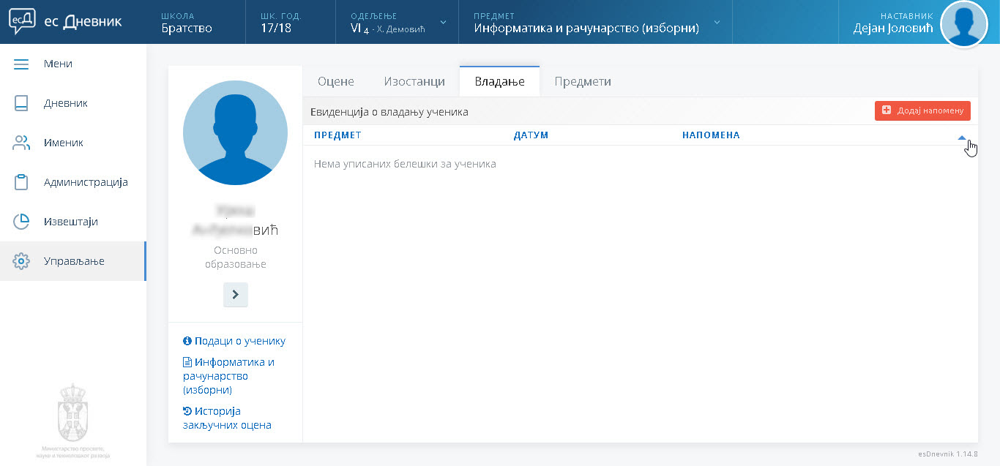 есД ес Дневник
ШКОЛА
Братство
ШК. ГОД.
17/18
ОДЕЉЕЊЕ
VI 4 - Х. Демовић
ПРЕДМЕТ
Информатика и рачунарство (изборни)
НАСТАВНИК
Дејан Јоловић
Мени
Дневник
Именик
Администрација
Извештаји
Управљање
Министарство просвете,
науке и технолошког развоја
вић
Основно
образовање
Подаци о ученику
Информатика и
рачунарство
(изборни)
Историја
закључних оцена
Оцене Изостанци Владање Предмети
Евиденција о владању ученика
Додај напомену
ПРЕДМЕТ ДАТУМ НАПОМЕНА
Нема уписаних белешки за ученика
esDnevnik 1.14.8